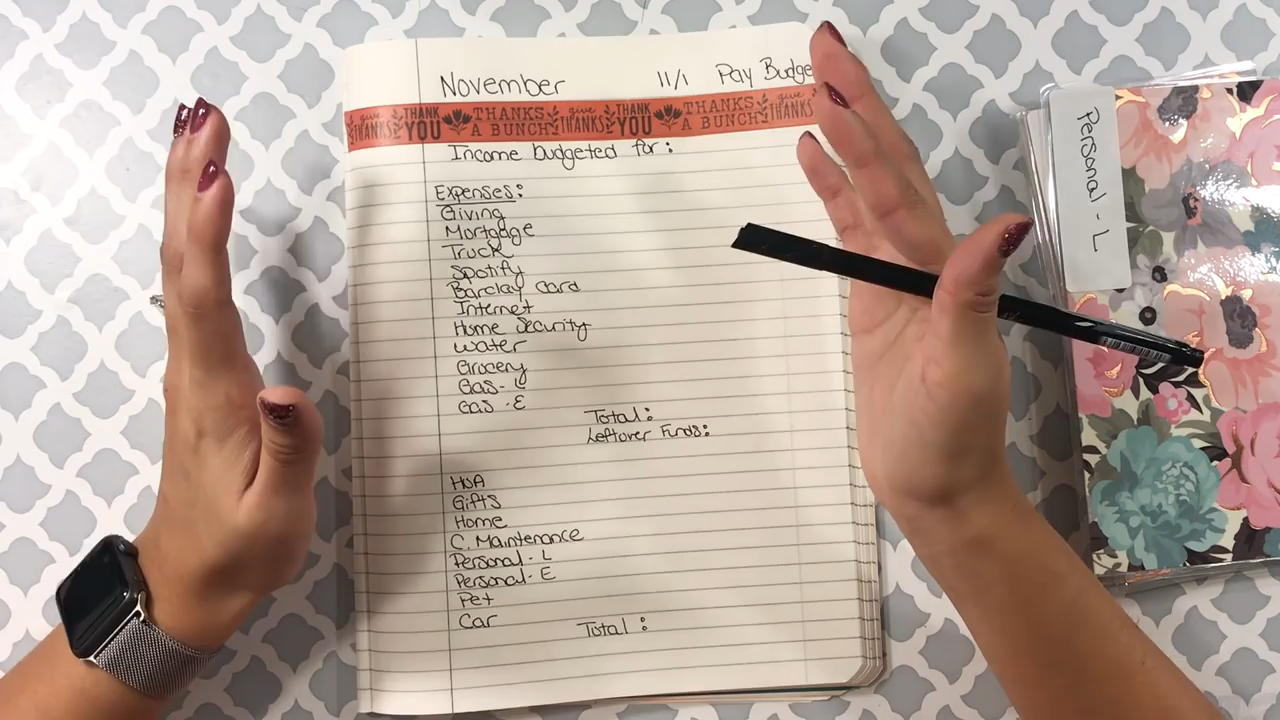 November 11/1 Pay Budge
give THANKS THANK YOU THANKS A BUNCH give THANKS THANK YOU THANKS A BUNCH give THANKS
Income budgeted for:
Expenses:
Giving
Mortgage
Truck
Spotify
Barclay Card
Internet
Home Security
Water
Grocery
Gas - L
Gas - E
Total:
Leftover Funds:
HSA
Gifts
Home
C. Maintenance
Personal - L
Personal - E
Pet
Car
Total:
Personal - L